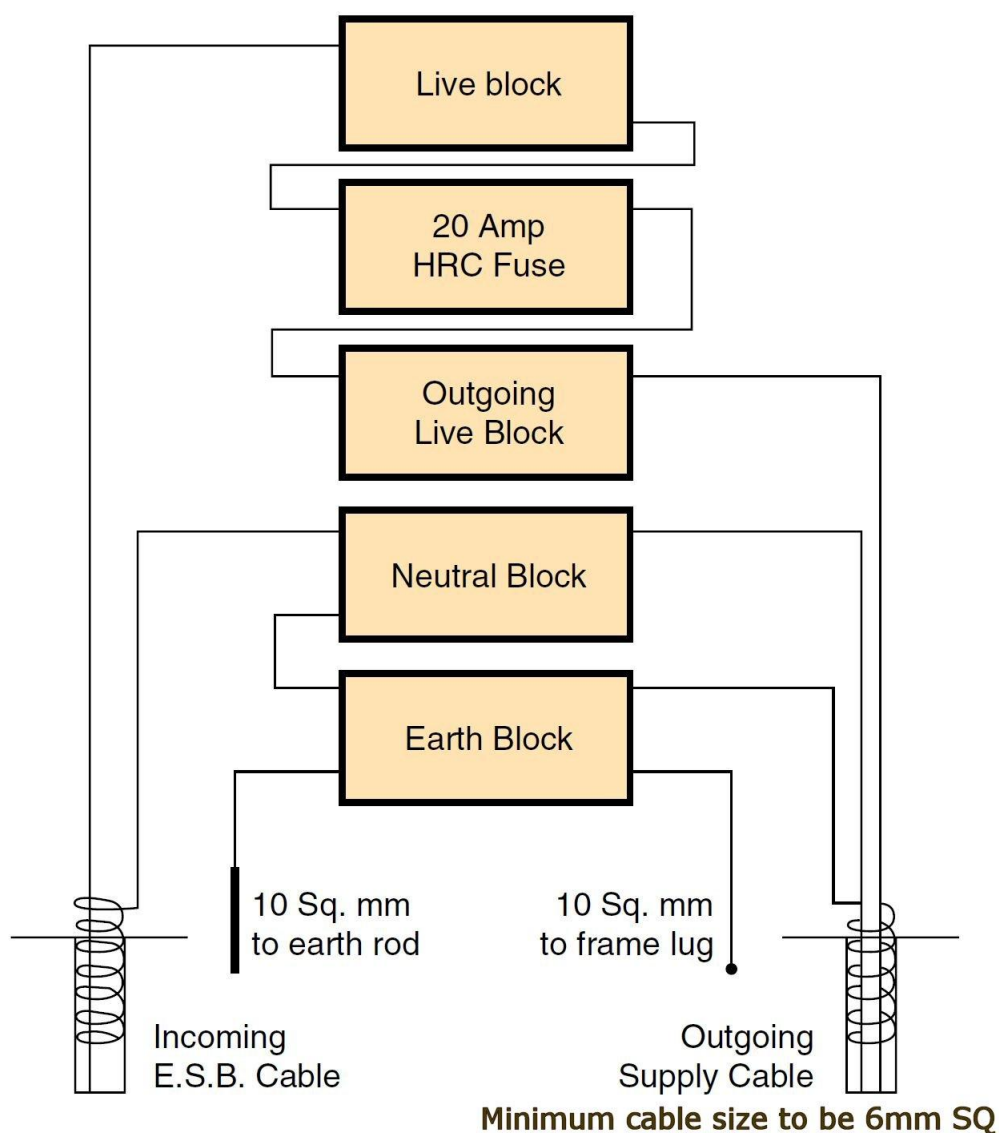 Live block
20 Amp
HRC Fuse
Outgoing
Live Block
Neutral Block
Earth Block
10 Sq. mm
to earth rod
10 Sq. mm
to frame lug
Incoming
E.S.B. Cable
Outgoing
Supply Cable
Minimum cable size to be 6mm SQ